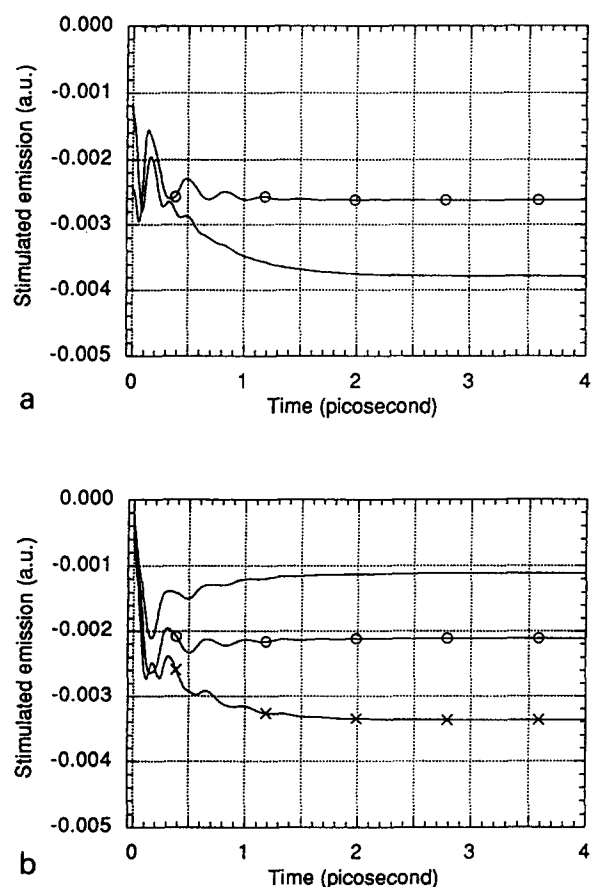 0.000
-0.001
-0.002
-0.003
-0.004
-0.005
Stimulated emission (a.u.)
0 1 2 3 4
Time (picosecond)
a
0.000
-0.001
-0.002
-0.003
-0.004
-0.005
Stimulated emission (a.u.)
0 1 2 3 4
Time (picosecond)
b